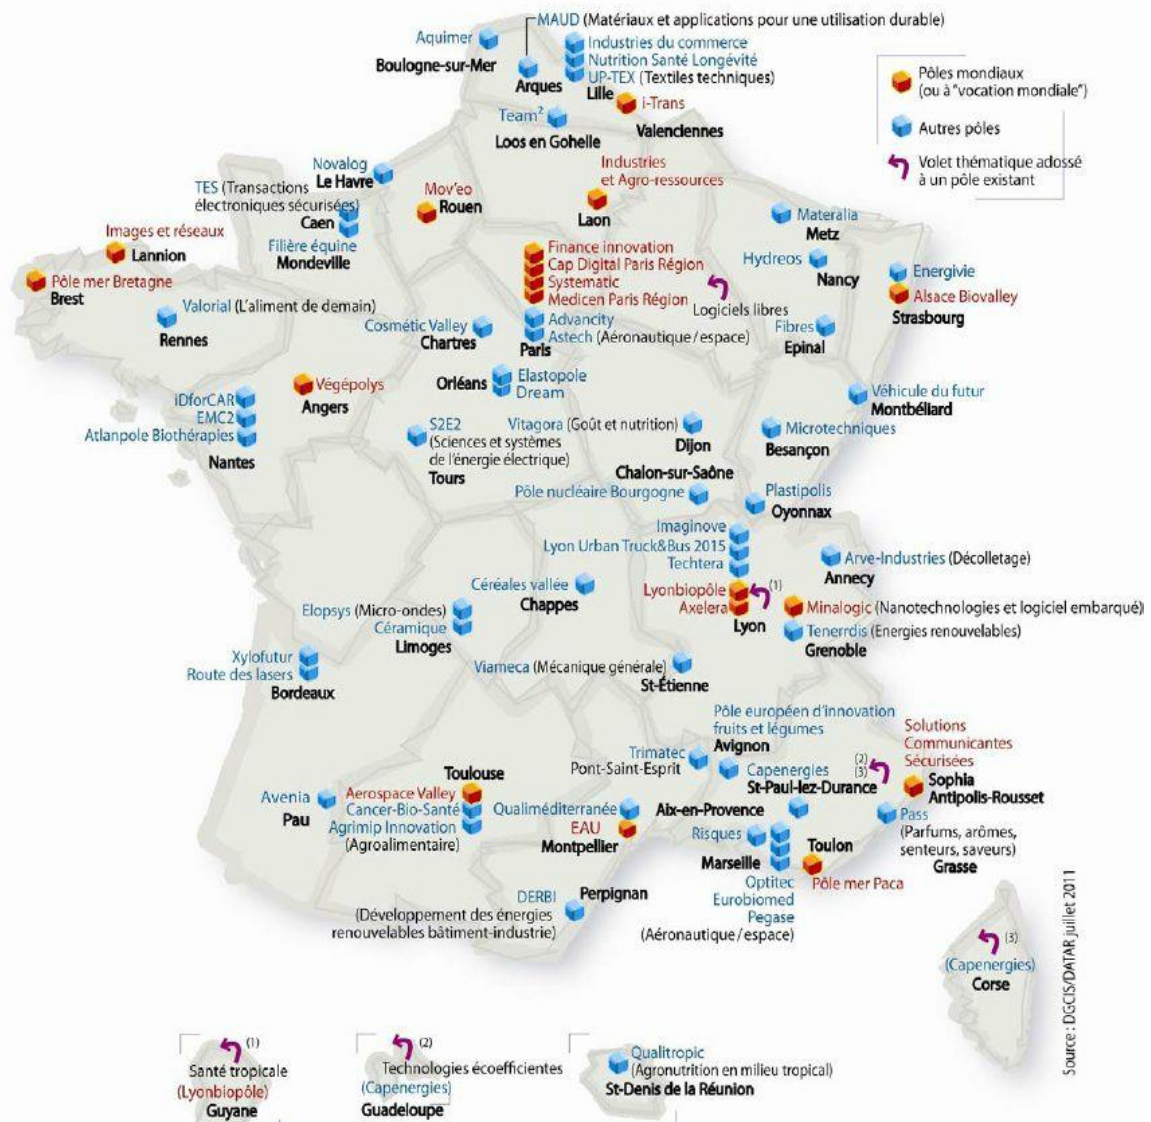 MAUD (Matériaux et applications pour une utilisation durable)
Aquimer
Boulogne-sur-Mer
Arques
Industries du commerce
Nutrition Santé Longévité
UP-TEX (Textiles techniques)
Lille
i-Trans
Valenciennes
Team²
Loos en Gohelle
Pôles mondiaux
(ou à "vocation mondiale")
Autres pôles
Volet thématique adossé
à un pôle existant
Novalog
Le Havre
TES (Transactions
électroniques sécurisées)
Caen
Filière équine
Mondeville
Mov'eo
Rouen
Industries
et Agro-ressources
Laon
Materalia
Metz
Hydreos
Nancy
Energivie
Alsace Biovalley
Strasbourg
Fibres
Epinal
Images et réseaux
Lannion
Pôle mer Bretagne
Brest
Valorial (L'aliment de demain)
Rennes
Finance innovation
Cap Digital Paris Région
Systematic
Medicen Paris Région
Logiciels libres
Advancity
Astech (Aéronautique/espace)
Paris
Cosmétic Valley
Chartres
Orléans
Elastopole
Dream
Végépolys
Angers
iDforCAR
EMC2
Atlanpole Biothérapies
Nantes
S2E2
(Sciences et systèmes
de l'énergie électrique)
Tours
Vitagora (Goût et nutrition)
Dijon
Véhicule du futur
Montbéliard
Microtechniques
Besançon
Chalon-sur-Saône
Pôle nucléaire Bourgogne
Plastipolis
Oyonnax
Imaginove
Lyon Urban Truck&Bus 2015
Techtera
Lyonbiopôle
(1)
Axelera
Lyon
Arve-Industries (Décolletage)
Annecy
Minalogic (Nanotechnologies et logiciel embarqué)
Tenerrdis (Energies renouvelables)
Grenoble
Céréales vallée
Chappes
Elopsys (Micro-ondes)
Céramique
Limoges
Viameca (Mécanique générale)
St-Étienne
Xylofutur
Route des lasers
Bordeaux
Pôle européen d'innovation
fruits et légumes
Avignon
Trimatec
Pont-Saint-Esprit
Capenergies
(2)
(3)
St-Paul-lez-Durance
Solutions
Communicantes
Sécurisées
Sophia
Antipolis-Rousset
Toulouse
Aerospace Valley
Cancer-Bio-Santé
Agrimip Innovation
(Agroalimentaire)
Avenia
Pau
Qualiméditerranée
EAU
Montpellier
Aix-en-Provence
Risques
Marseille
Optitec
Eurobiomed
Pegase
(Aéronautique/espace)
Toulon
Pôle mer Paca
Pass
(Parfums, arômes,
senteurs, saveurs)
Grasse
DERBI
Perpignan
(Développement des énergies
renouvelables bâtiment-industrie)
(3)
(Capenergies)
Corse
Source : DGCIS/DATAR juillet 2011
(1)
Santé tropicale
(Lyonbiopôle)
Guyane
(2)
Technologies écoefficientes
(Capenergies)
Guadeloupe
Qualitropic
(Agronutrition en milieu tropical)
St-Denis de la Réunion